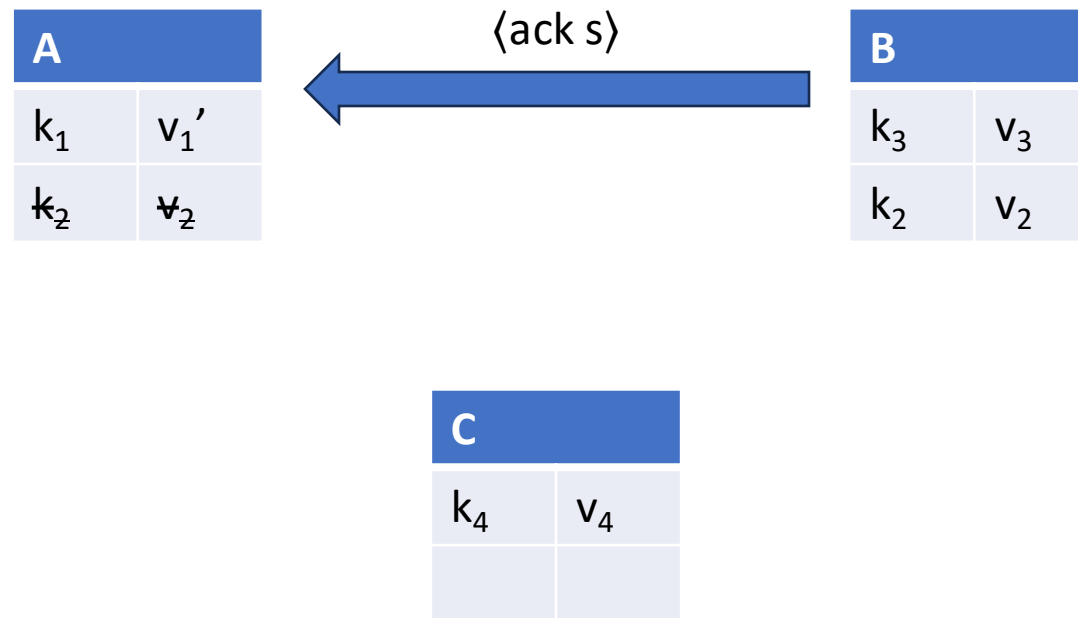 A
⟨ack s⟩
B
k₁ v₁’
k₃ v₃
k₂ v₂
k₂ v₂
C
k₄ v₄